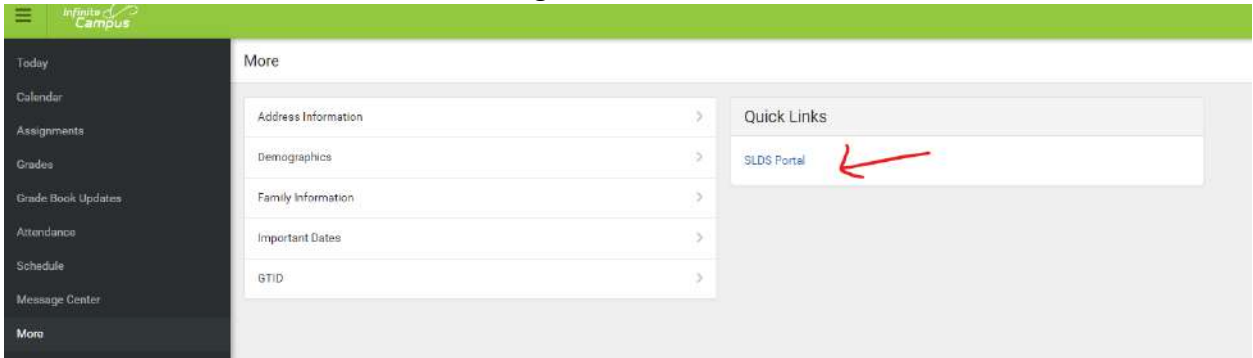 Infinite
Campus
Today
Calendar
Assignments
Grades
Grade Book Updates
Attendance
Schedule
Message Center
More
More
Address Information
Demographics
Family Information
Important Dates
GTID
Quick Links
SLDS Portal